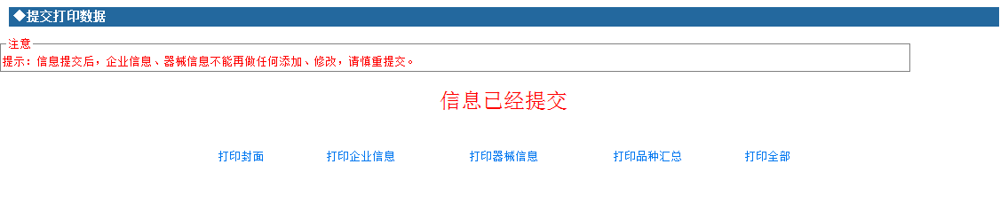 ◆提交打印数据
注意
提示：信息提交后，企业信息、器械信息不能再做任何添加、修改，请慎重提交。
信息已经提交
打印封面 打印企业信息 打印器械信息 打印品种汇总 打印全部